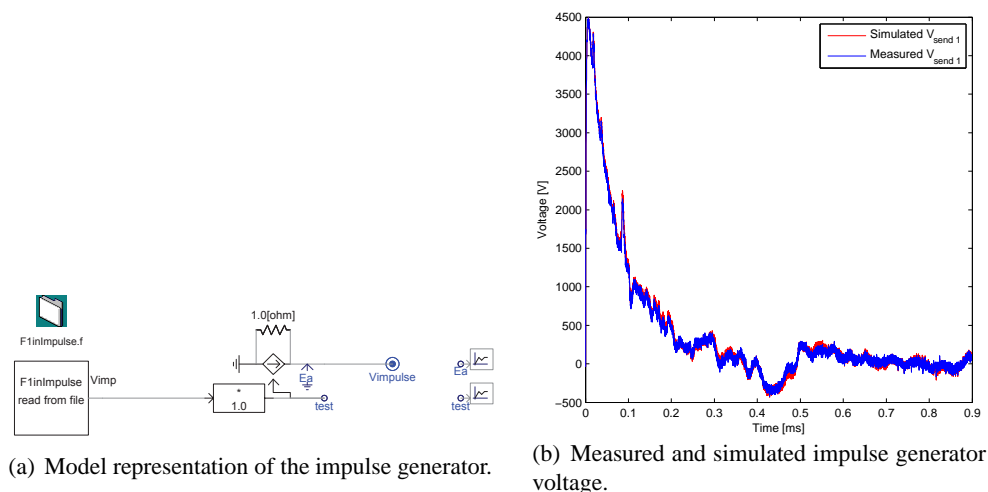 F1inImpulse.f
F1inImpulse
read from file
Vimp
1.0[ohm]
*
1.0
Ea
test
Vimpulse
Ea
test
(a) Model representation of the impulse generator.
4500
4000
3500
3000
2500
2000
1500
1000
500
0
−500
Voltage [V]
Simulated V send 1
Measured V send 1
0 0.1 0.2 0.3 0.4 0.5 0.6 0.7 0.8 0.9
Time [ms]
(b) Measured and simulated impulse generator
voltage.